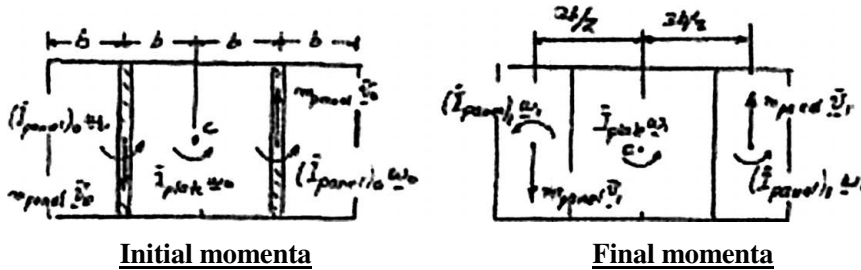 b b b b
3b/2 3b/2
m_panel v̄₀
(Ī_panel)₀ ω₀
C
Ī_plate ω₀
(Ī_panel)₀ ω₀
m_panel v̄₀
(Ī_panel)₁ ω₁
Ī_plate ω₁
C
m_panel v̄₁
m_panel v̄₁
(Ī_panel)₁ ω₁
Initial momenta
Final momenta